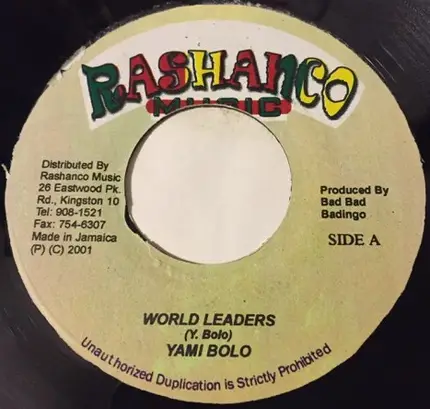 RASHANCO
MUSIC
Distributed By
Rashanco Music
26 Eastwood Pk.
Rd., Kingston 10
Tel: 908-1521
Fax: 754-6307
Made in Jamaica
(P) (C) 2001
Produced By
Bad Bad
Badingo
SIDE A
WORLD LEADERS
(Y. Bolo)
YAMI BOLO
Unauthorized Duplication is Strictly Prohibited